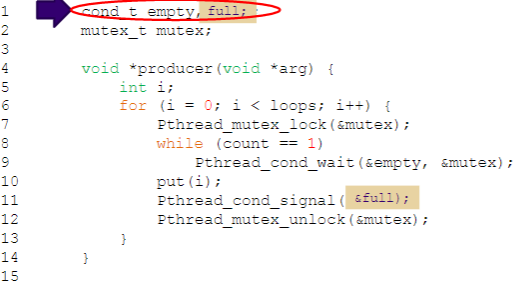 1 cond_t empty, full;
2 mutex_t mutex;
3
4 void *producer(void *arg) {
5 int i;
6 for (i = 0; i < loops; i++) {
7 Pthread_mutex_lock(&mutex);
8 while (count == 1)
9 Pthread_cond_wait(&empty, &mutex);
10 put(i);
11 Pthread_cond_signal( &full);
12 Pthread_mutex_unlock(&mutex);
13 }
14 }
15